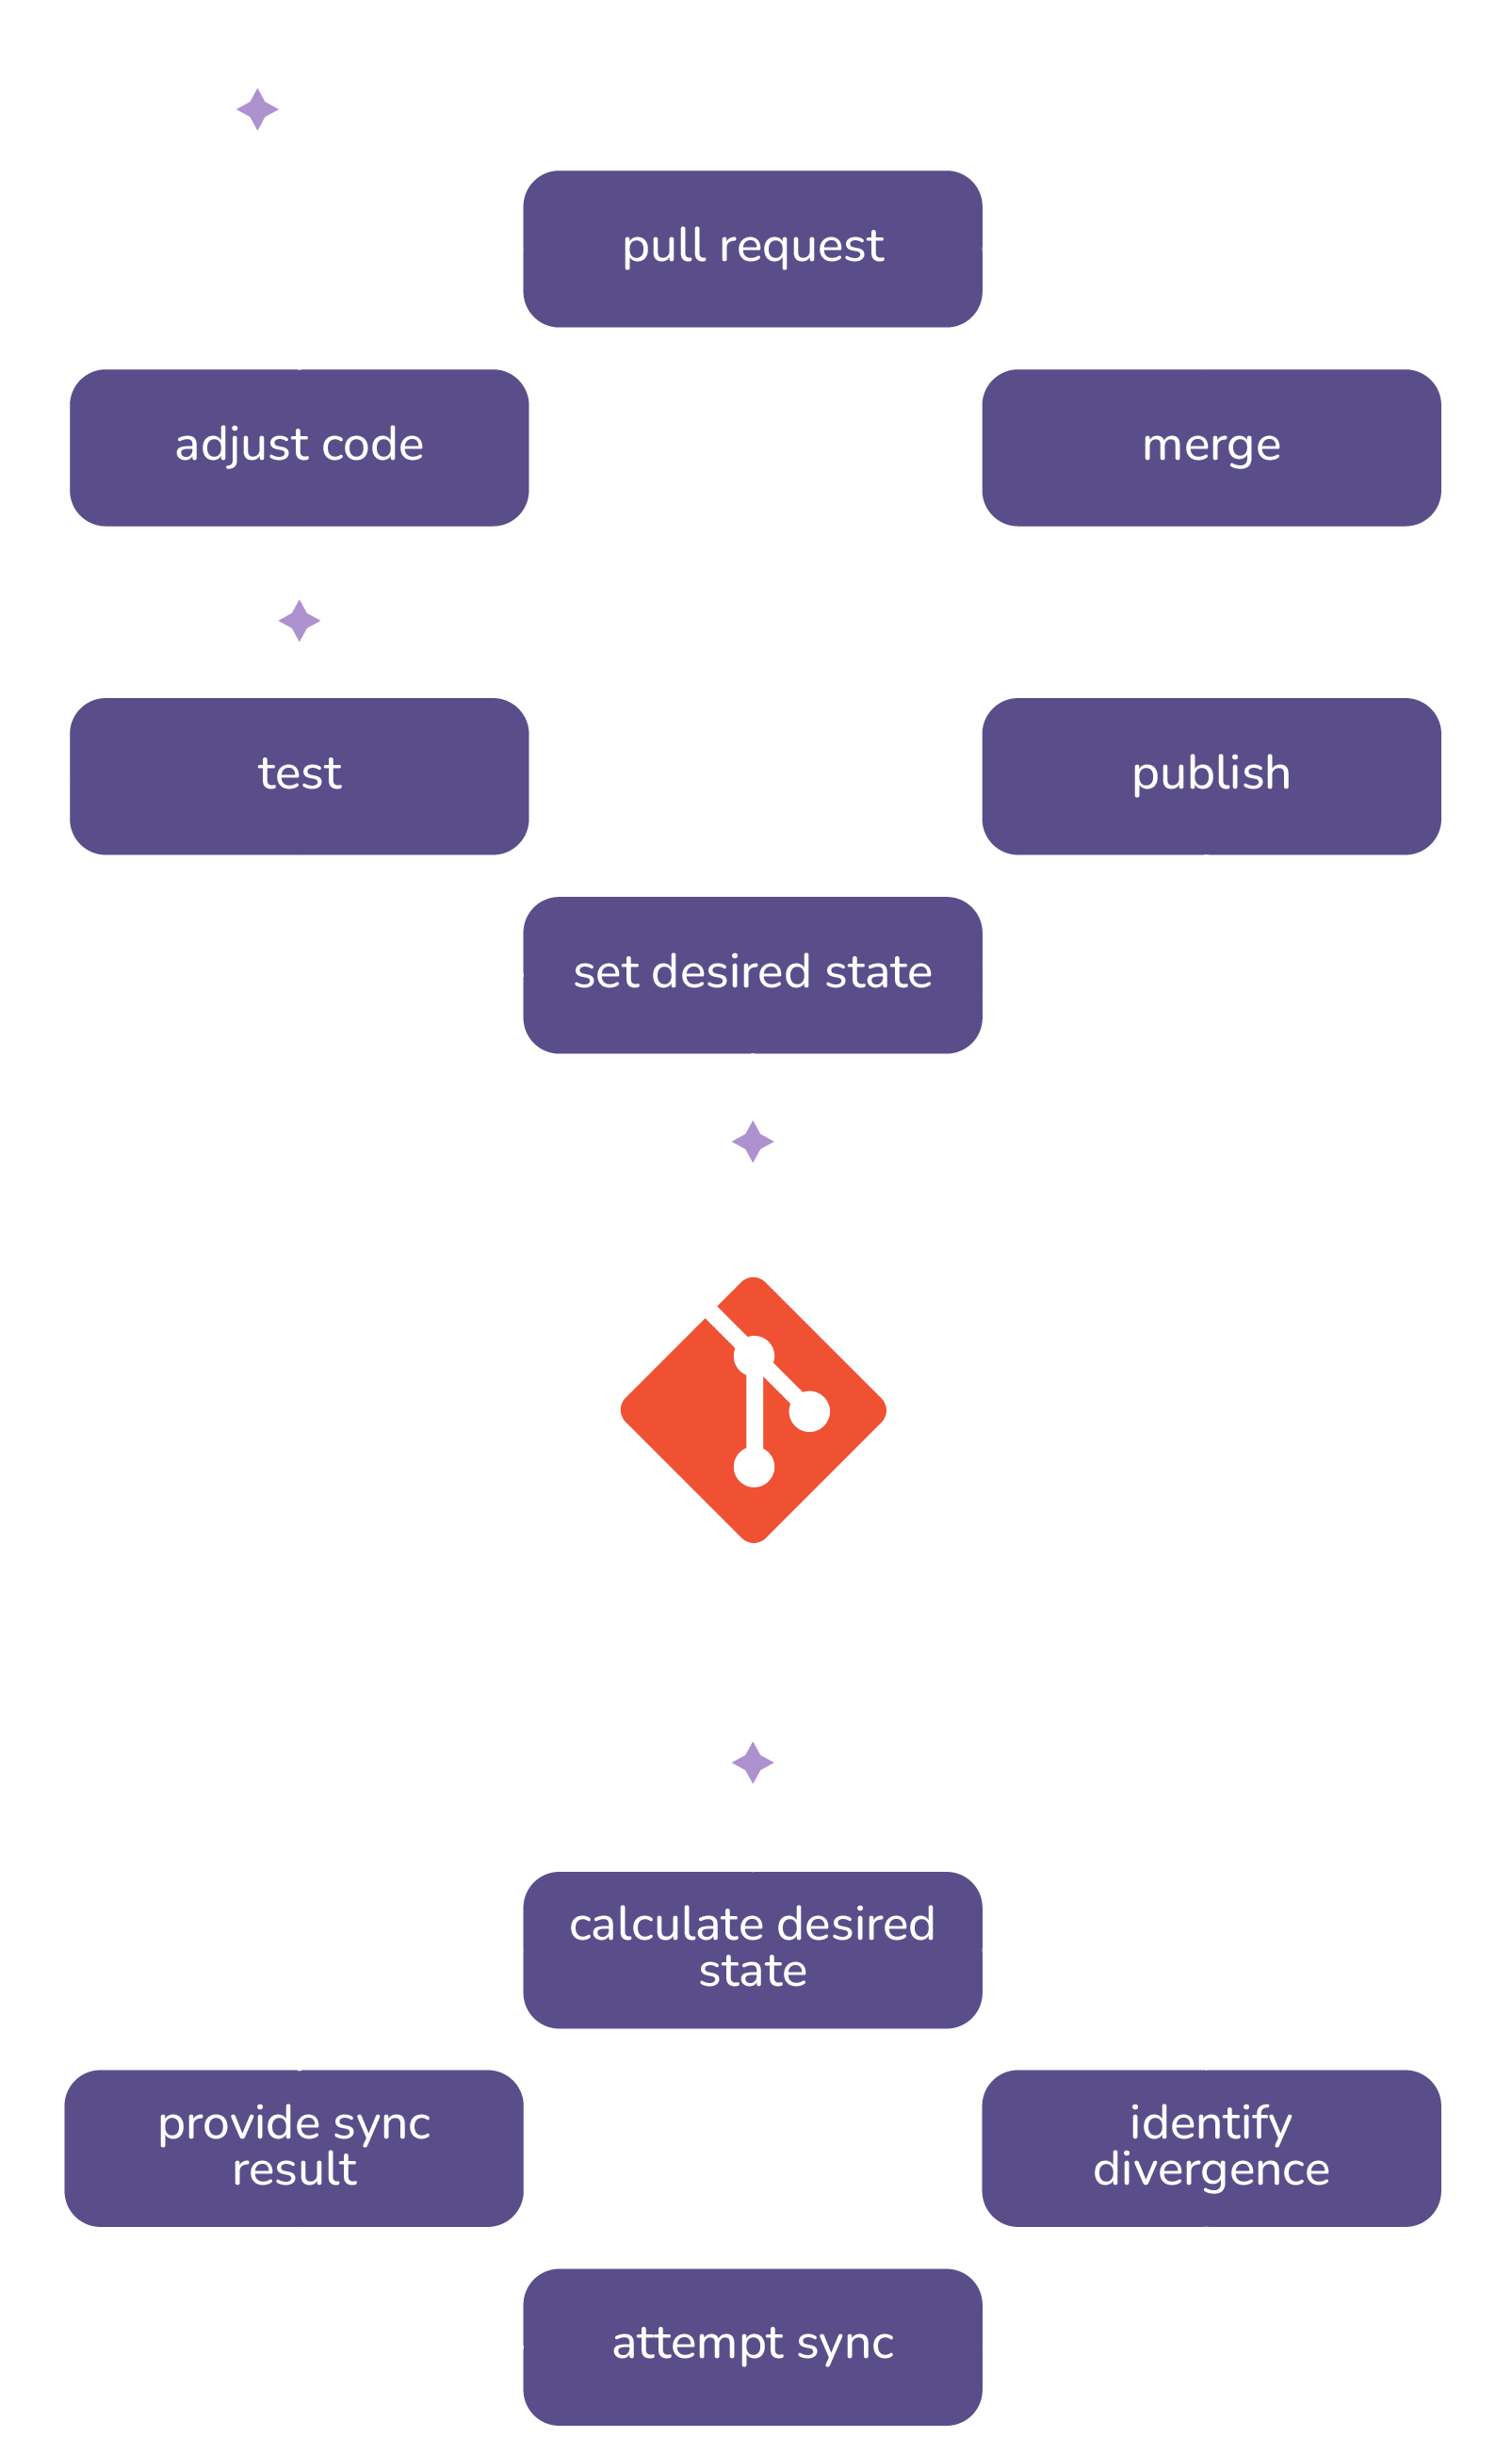 pull request
adjust code
merge
test
publish
set desired state
calculate desired
state
provide sync
result
identify
divergence
attempt sync